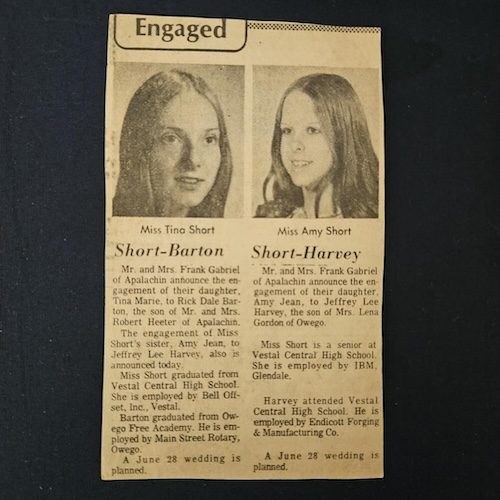 Engaged
Miss Tina Short
Short-Barton
Mr. and Mrs. Frank Gabriel
of Apalachin announce the en-
gagement of their daughter,
Tina Marie, to Rick Dale Bar-
ton, the son of Mr. and Mrs.
Robert Heeter of Apalachin.
The engagement of Miss
Short's sister, Amy Jean, to
Jeffrey Lee Harvey, also is
announced today.
Miss Short graduated from
Vestal Central High School.
She is employed by Bell Off-
set, Inc., Vestal.
Barton graduated from Ow-
ego Free Academy. He is em-
ployed by Main Street Rotary,
Owego.
A June 28 wedding is
planned.
Miss Amy Short
Short-Harvey
Mr. and Mrs. Frank Gabriel
of Apalachin announce the en-
gagement of their daughter,
Amy Jean, to Jeffrey Lee
Harvey, the son of Mrs. Lena
Gordon of Owego.
Miss Short is a senior at
Vestal Central High School.
She is employed by IBM,
Glendale.
Harvey attended Vestal
Central High School. He is
employed by Endicott Forging
& Manufacturing Co.
A June 28 wedding is
planned.